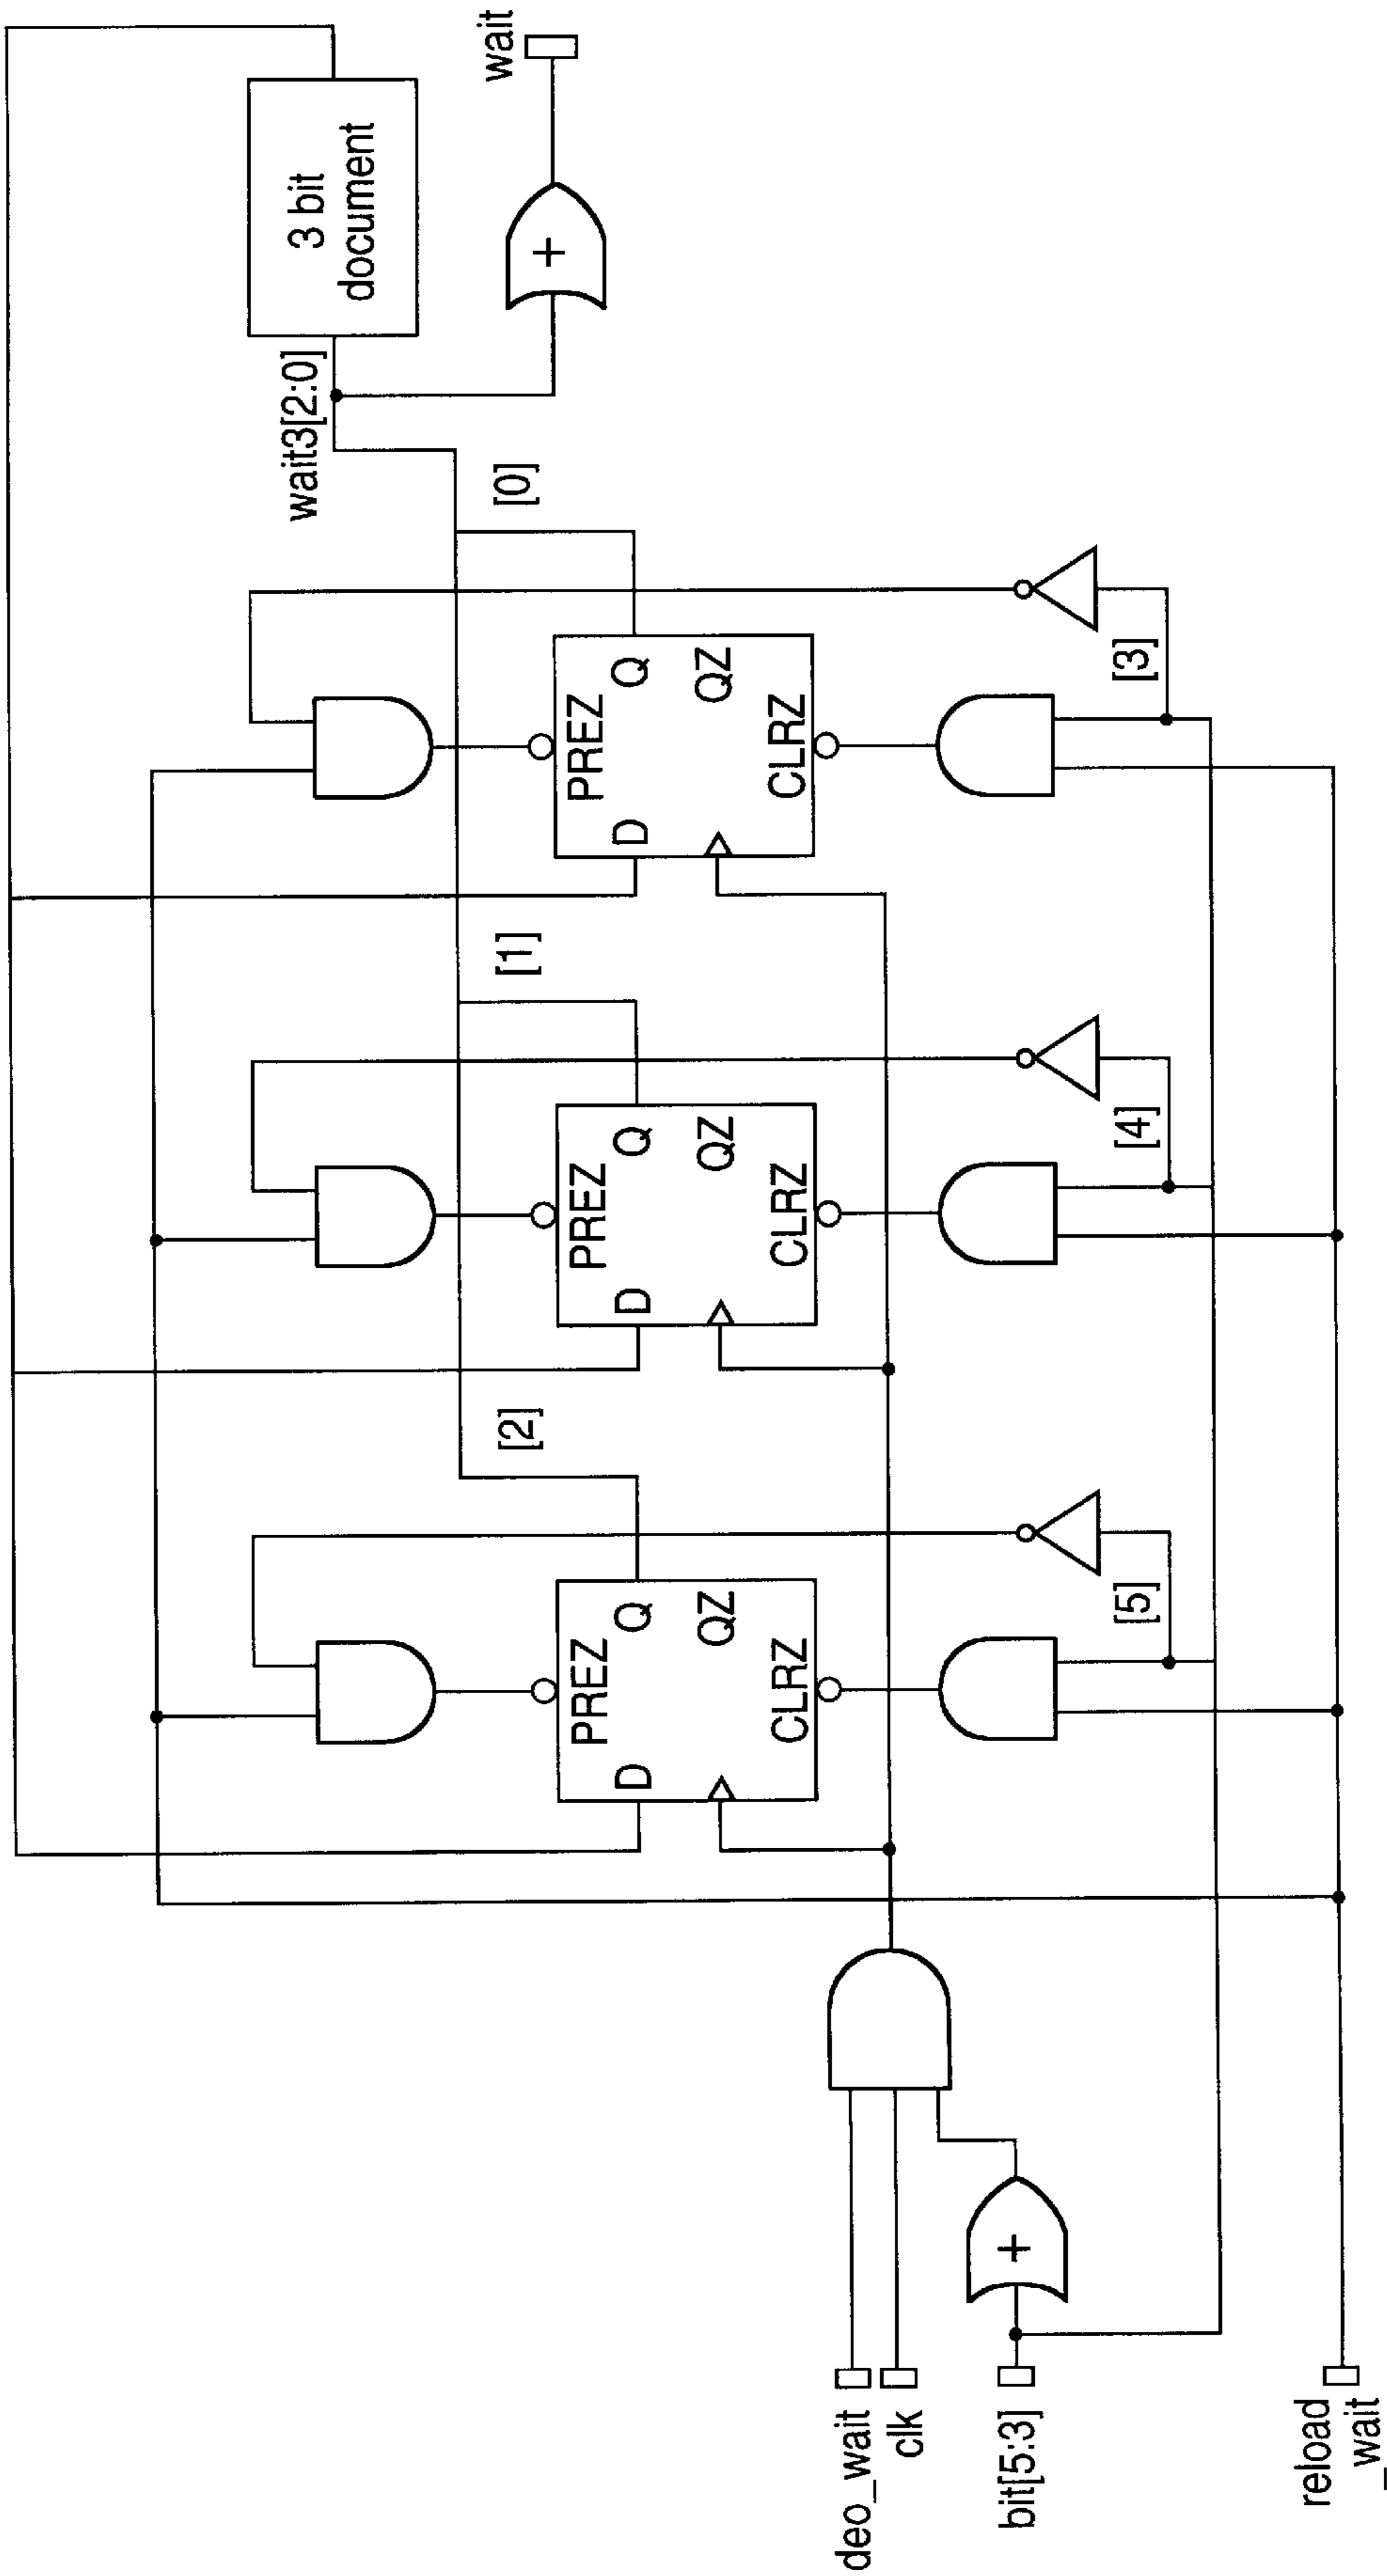 3 bit
document
wait
wait3[2:0]
[2]
[1]
[0]
PREZ
D
Q
QZ
CLRZ
PREZ
D
Q
QZ
CLRZ
PREZ
D
Q
QZ
CLRZ
[5]
[4]
[3]
+
+
deo_wait
clk
bit[5:3]
reload
_wait